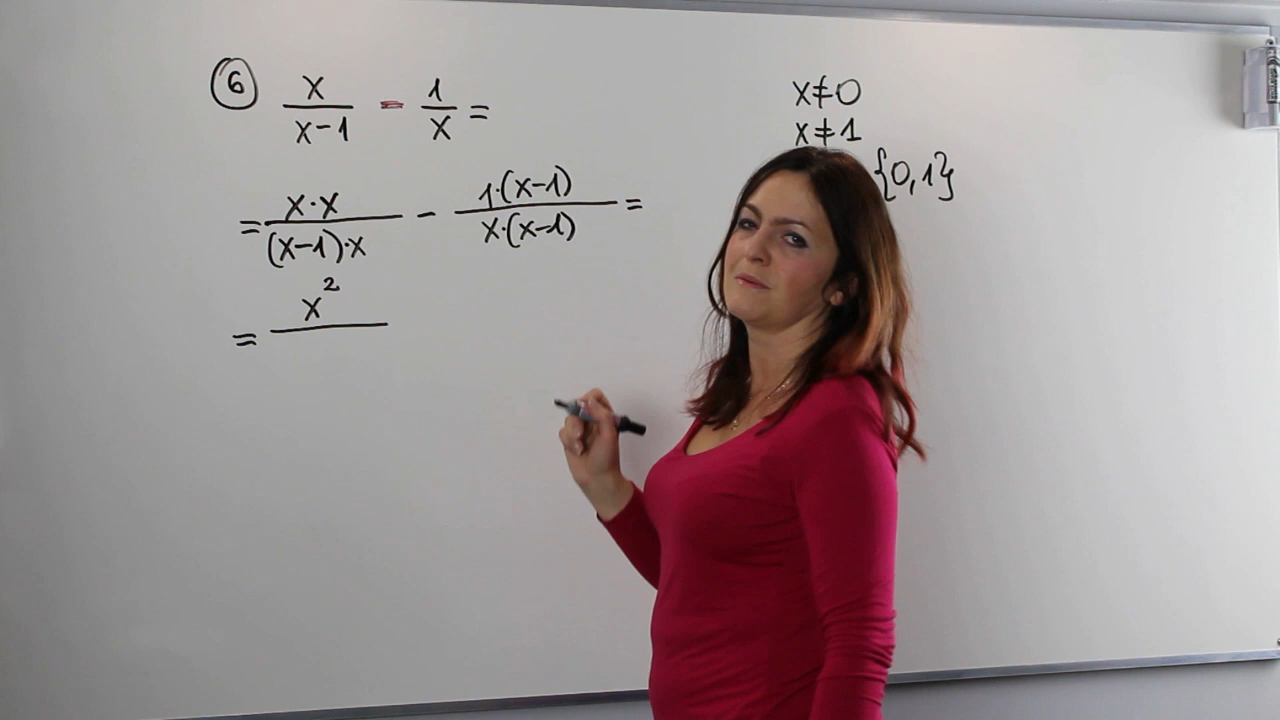 ⑥ x/(x-1) - 1/x =
= x·x/((x-1)·x) - 1·(x-1)/(x·(x-1)) =
= x²/
x≠0
x≠1
{0,1}